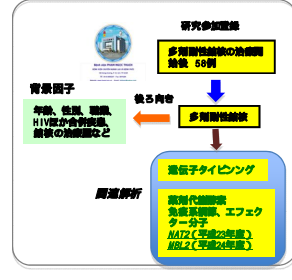 研究参加登録
多剤耐性結核の治療開
始後　58例
背景因子
後ろ向き
年齢、性別、職業、
HIVほか合併疾患、
結核の治療歴など
多剤耐性結核
遺伝子タイピング
関連解析
薬剤代謝酵素
免疫系細胞、エフェク
ター分子
NAT2（平成23年度）
MBL2（平成24年度）